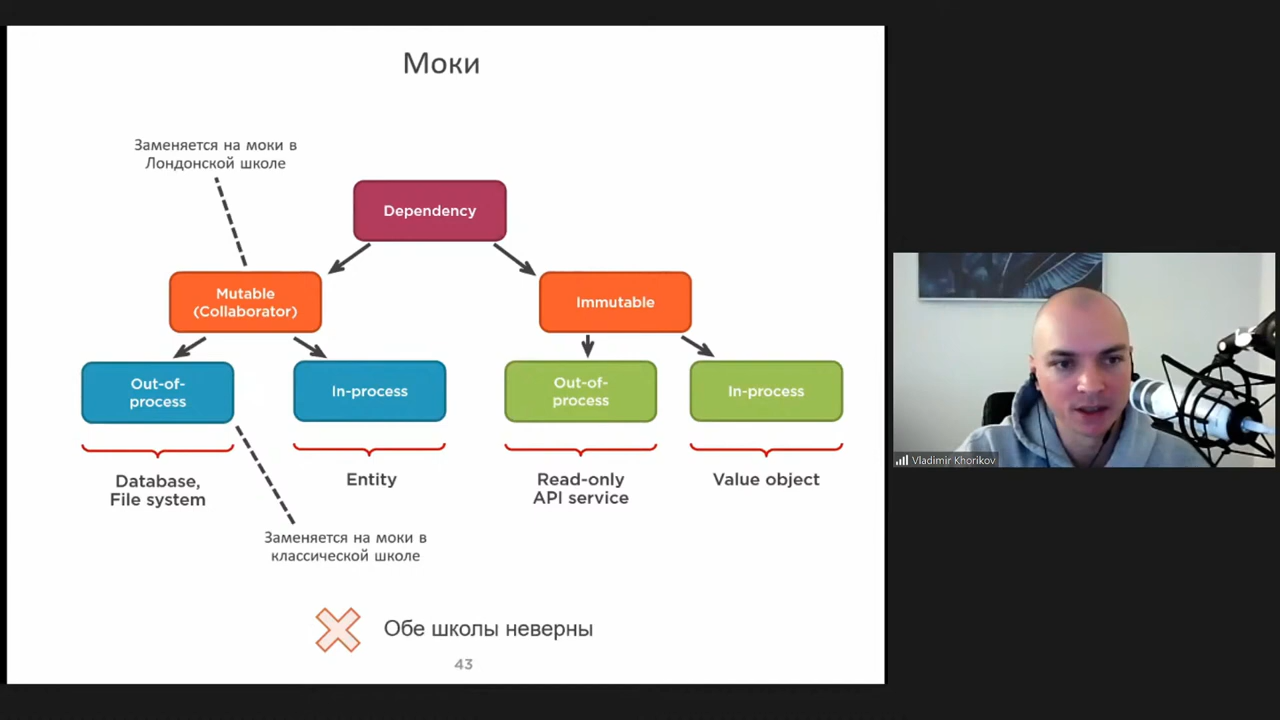 Моки
Заменяется на моки в
Лондонской школе
Dependency
Mutable
(Collaborator)
Immutable
Out-of-
process
In-process
Out-of-
process
In-process
Database,
File system
Entity
Read-only
API service
Value object
Заменяется на моки в
классической школе
Обе школы неверны
43
Vladimir Khorikov